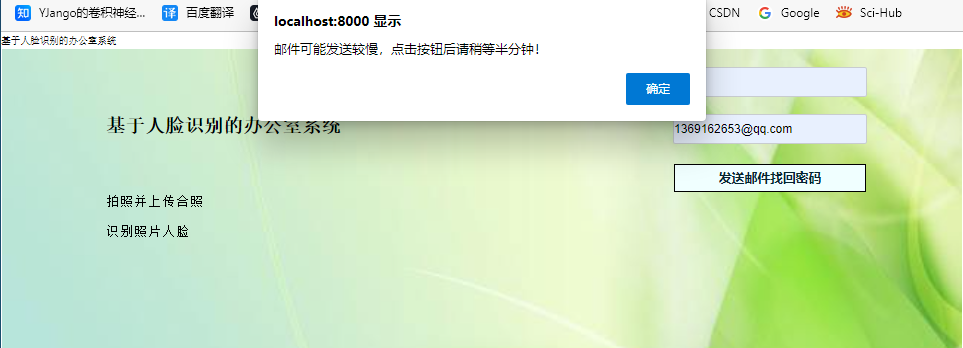 知 YJango的卷积神经... 译 百度翻译 CSDN Google Sci-Hub
localhost:8000 显示
邮件可能发送较慢，点击按钮后请稍等半分钟！
确定
基于人脸识别的办公室系统
基于人脸识别的办公室系统
1369162653@qq.com
发送邮件找回密码
拍照并上传合照
识别照片人脸